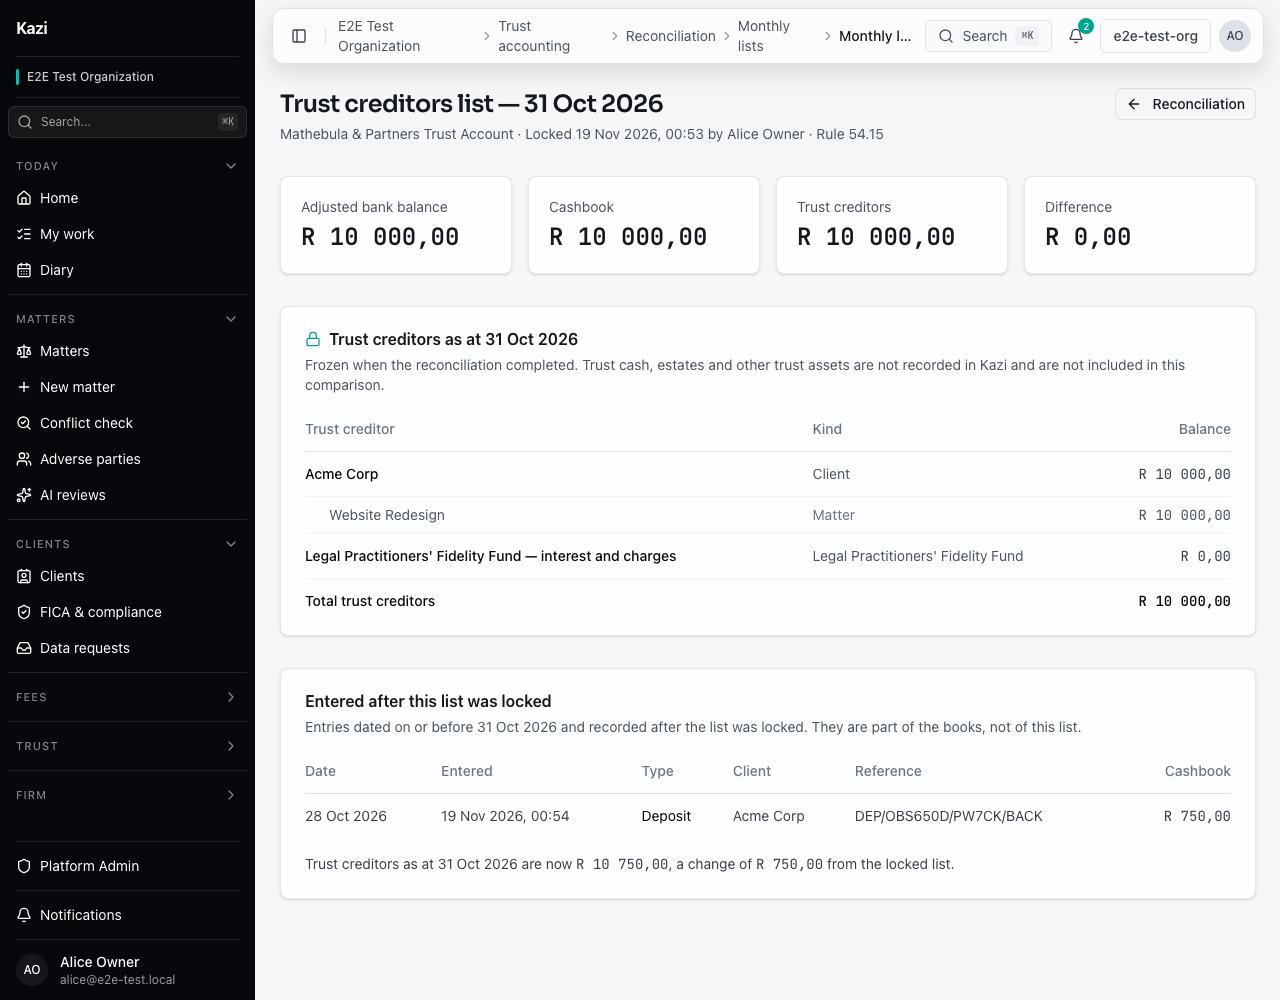 Kazi
E2E Test Organization
Search...
⌘K
TODAY
Home
My work
Diary
MATTERS
Matters
New matter
Conflict check
Adverse parties
AI reviews
CLIENTS
Clients
FICA & compliance
Data requests
FEES
TRUST
FIRM
Platform Admin
Notifications
AO
Alice Owner
alice@e2e-test.local
E2E Test
Organization
Trust
accounting
Reconciliation
Monthly
lists
Monthly l...
Search
⌘K
2
e2e-test-org
AO
Trust creditors list — 31 Oct 2026
Reconciliation
Mathebula & Partners Trust Account · Locked 19 Nov 2026, 00:53 by Alice Owner · Rule 54.15
Adjusted bank balance
R 10 000,00
Cashbook
R 10 000,00
Trust creditors
R 10 000,00
Difference
R 0,00
Trust creditors as at 31 Oct 2026
Frozen when the reconciliation completed. Trust cash, estates and other trust assets are not recorded in Kazi and are not included in this
comparison.
Trust creditor Kind Balance
Acme Corp Client R 10 000,00
Website Redesign Matter R 10 000,00
Legal Practitioners' Fidelity Fund — interest and charges Legal Practitioners' Fidelity Fund R 0,00
Total trust creditors R 10 000,00
Entered after this list was locked
Entries dated on or before 31 Oct 2026 and recorded after the list was locked. They are part of the books, not of this list.
Date Entered Type Client Reference Cashbook
28 Oct 2026 19 Nov 2026, 00:54 Deposit Acme Corp DEP/OBS650D/PW7CK/BACK R 750,00
Trust creditors as at 31 Oct 2026 are now R 10 750,00, a change of R 750,00 from the locked list.